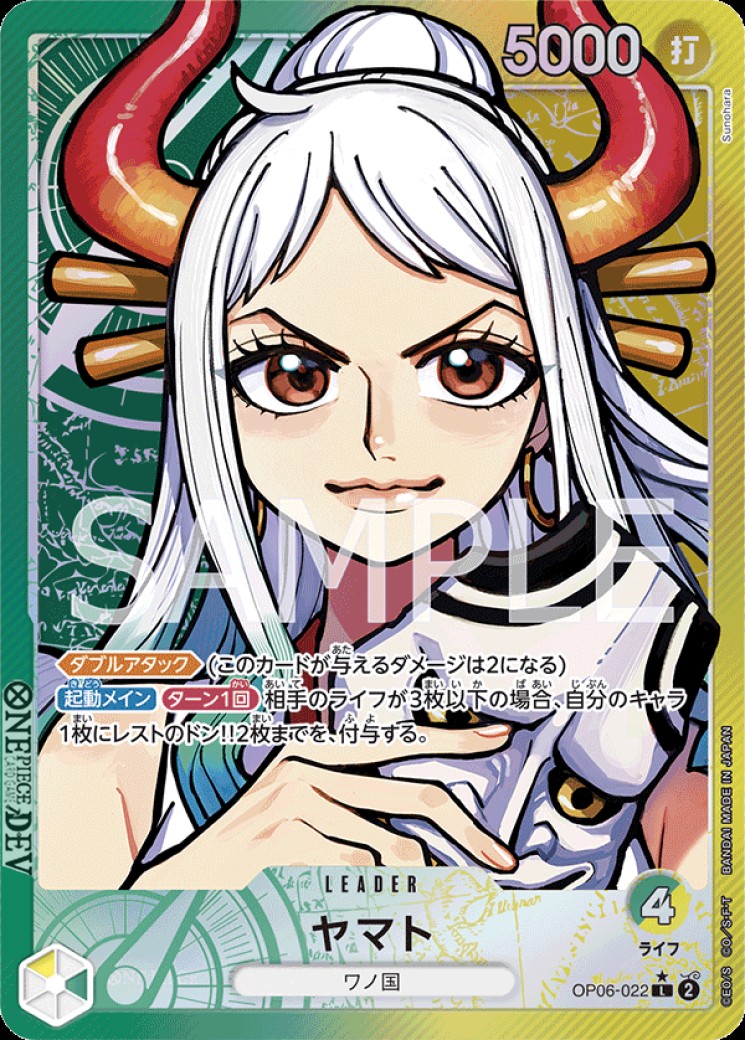 5000 打
Sunohara
SAMPLE
ダブルアタック (このカードが与えるダメージは2になる)
起動メイン ターン1回 相手のライフが3枚以下の場合、自分のキャラ
1枚にレストのドン!!2枚までを、付与する。
ONE PIECE
CARD GAME
DEV
LEADER
ヤマト
ワノ国
4
ライフ
OP06-022 ★ L 2
©EO/S ©O/S・F・T BANDAI MADE IN JAPAN